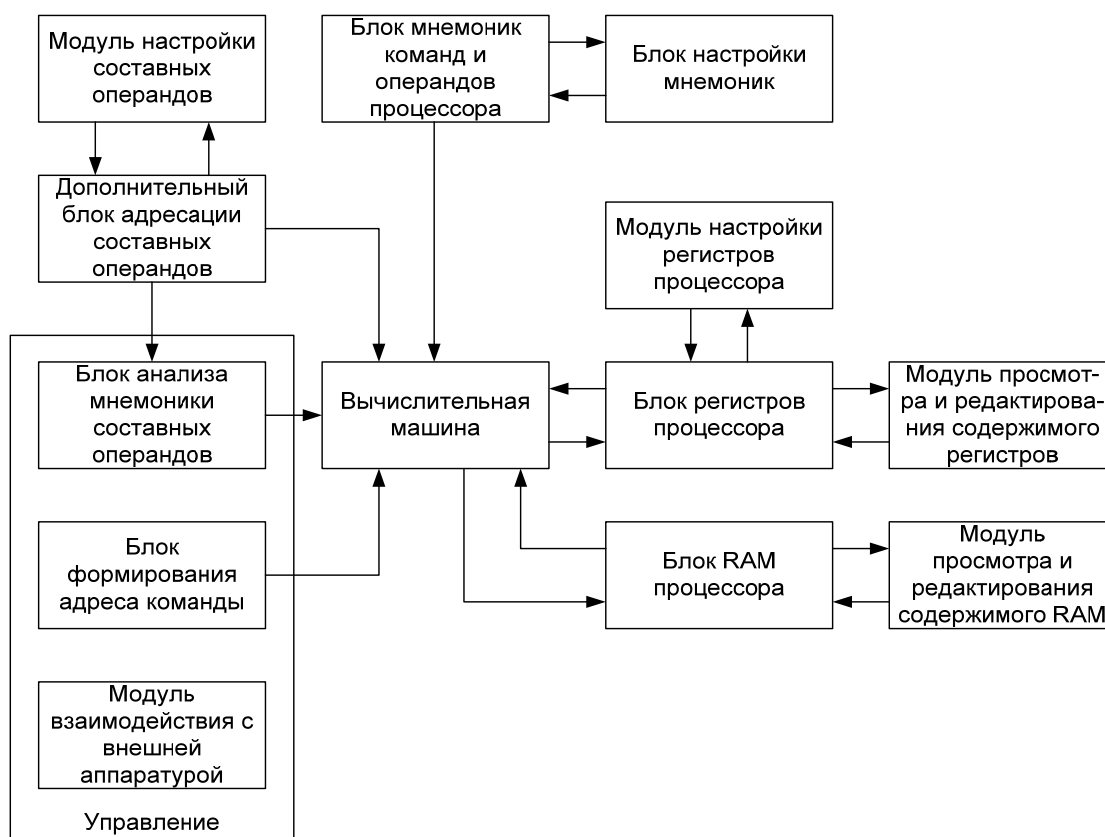 Модуль настройки
составных
операндов
Блок мнемоник
команд и
операндов
процессора
Блок настройки
мнемоник
Дополнительный
блок адресации
составных
операндов
Модуль настройки
регистров
процессора
Блок анализа
мнемоники
составных
операндов
Вычислительная
машина
Блок регистров
процессора
Модуль просмот-
ра и редактирова-
ния содержимого
регистров
Блок
формирования
адреса команды
Блок RAM
процессора
Модуль
просмотра и
редактирования
содержимого RAM
Модуль
взаимодействия с
внешней
аппаратурой
Управление